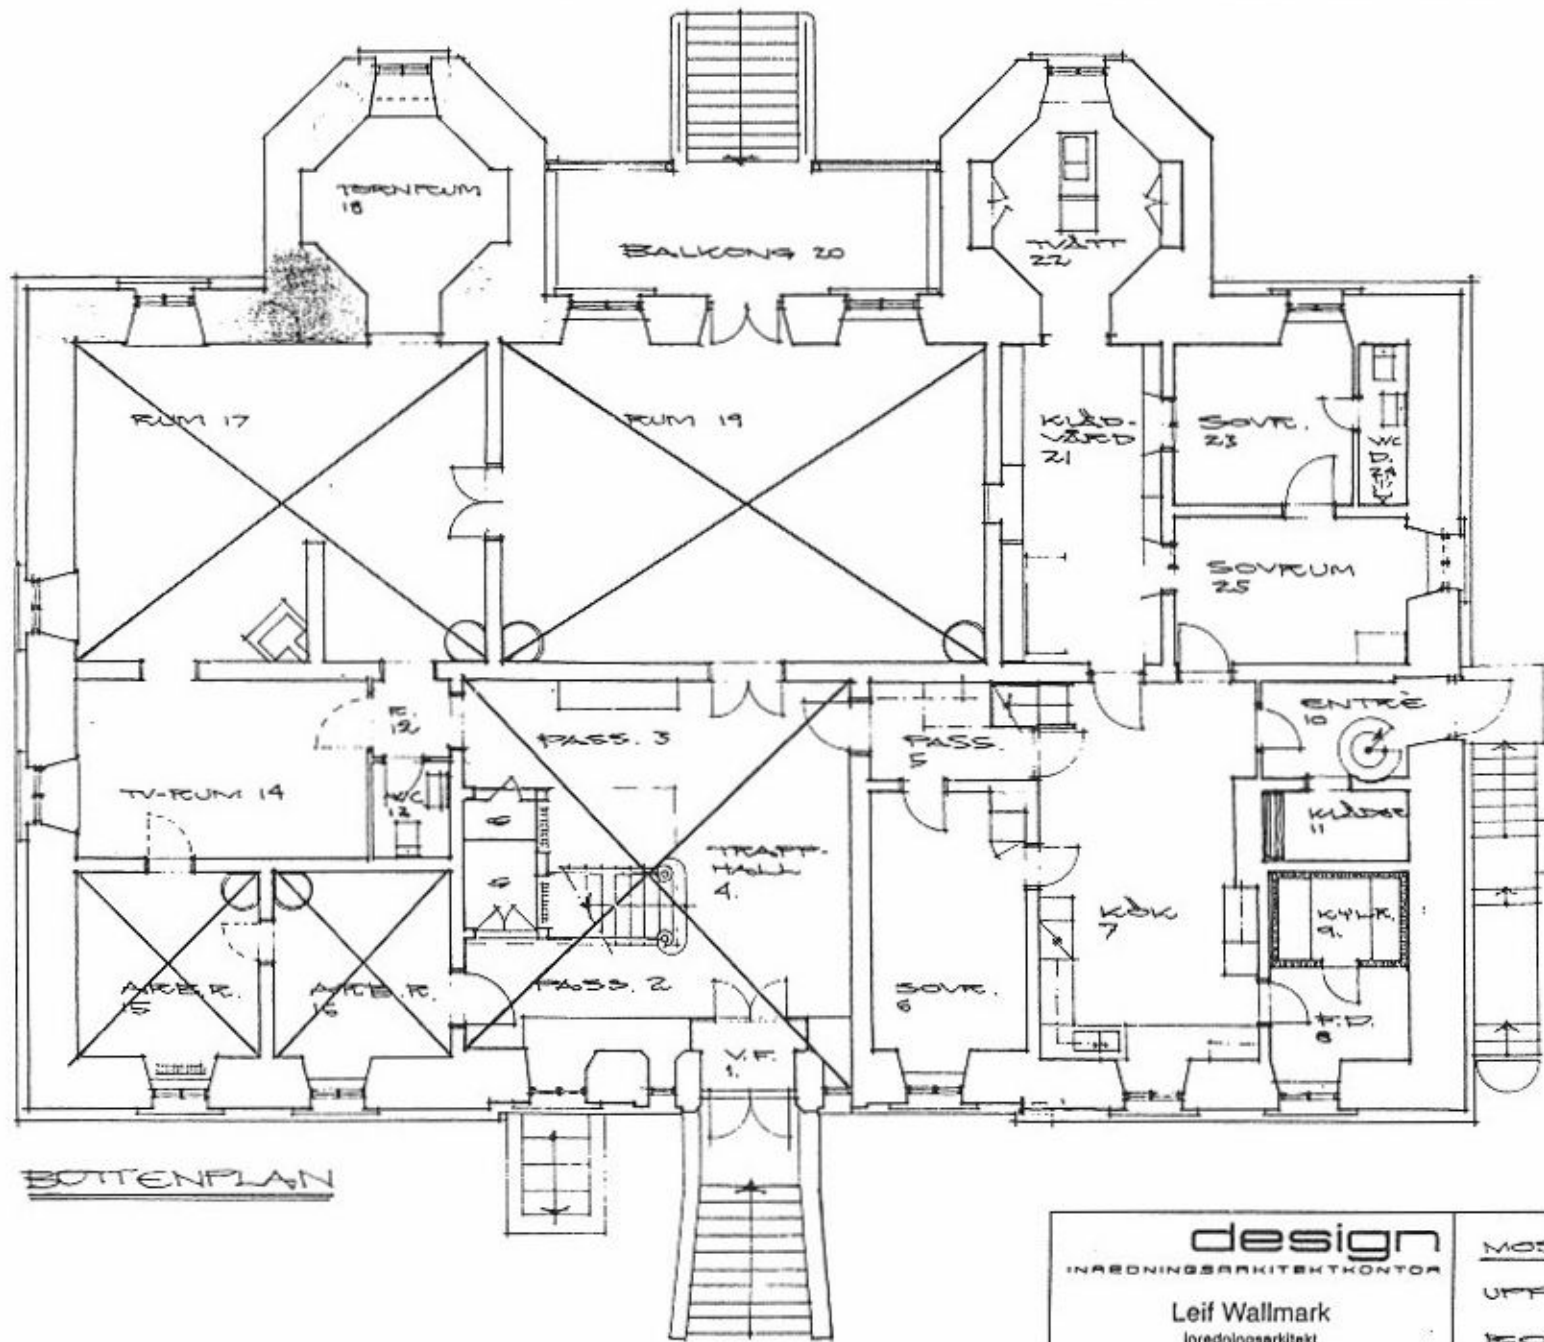 TORNRUM
18
BALKONG 20
TVÄTT
22
RUM 17
RUM 19
KLÄD-
VÅRD
21
SOVR.
23
WC
D.
24
SOVRUM
25
F.
12
PASS. 3
PASS.
5
ENTRÉ
10
TV-RUM 14
WC
13
KLÄDER
11
TRAPP-
HALL
4.
KÖK
7
KYLR.
9.
ARB.R.
15
ARB.R.
16
PASS. 2
SOVR.
6
F.D.
8
V.F.
1.
BOTTENPLAN
design
INREDNINGSARKITEKTKONTOR
Leif Wallmark
Inredningsarkitekt